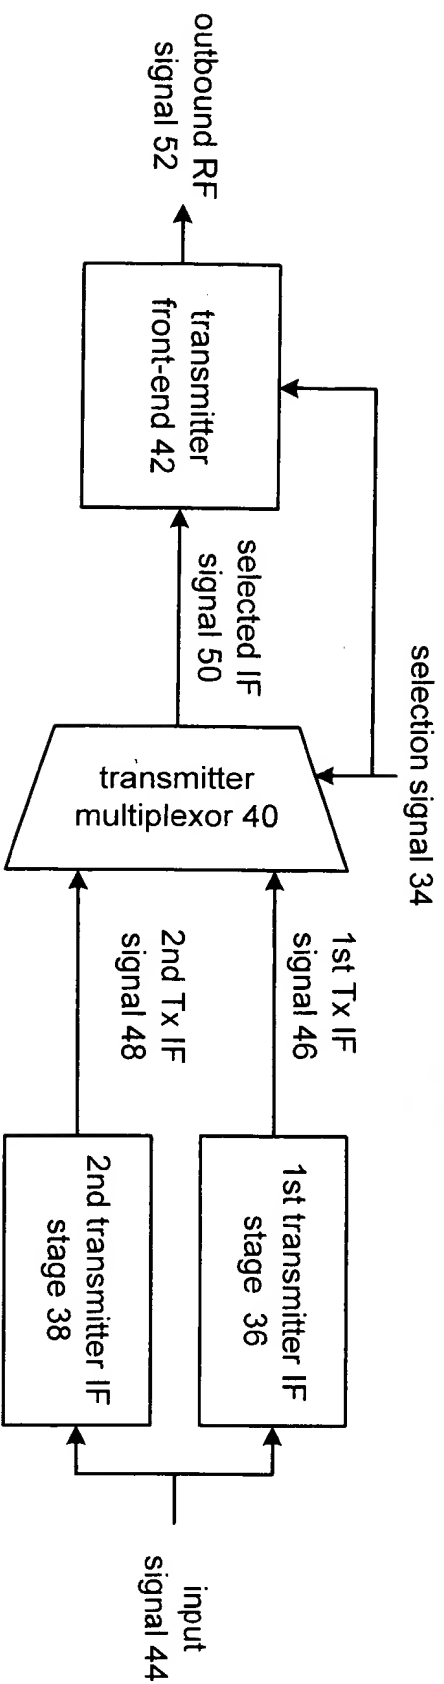 selection signal 34
outbound RF
signal 52
transmitter
front-end 42
selected IF
signal 50
transmitter
multiplexor 40
1st Tx IF
signal 46
2nd Tx IF
signal 48
1st transmitter IF
stage 36
2nd transmitter IF
stage 38
input
signal 44